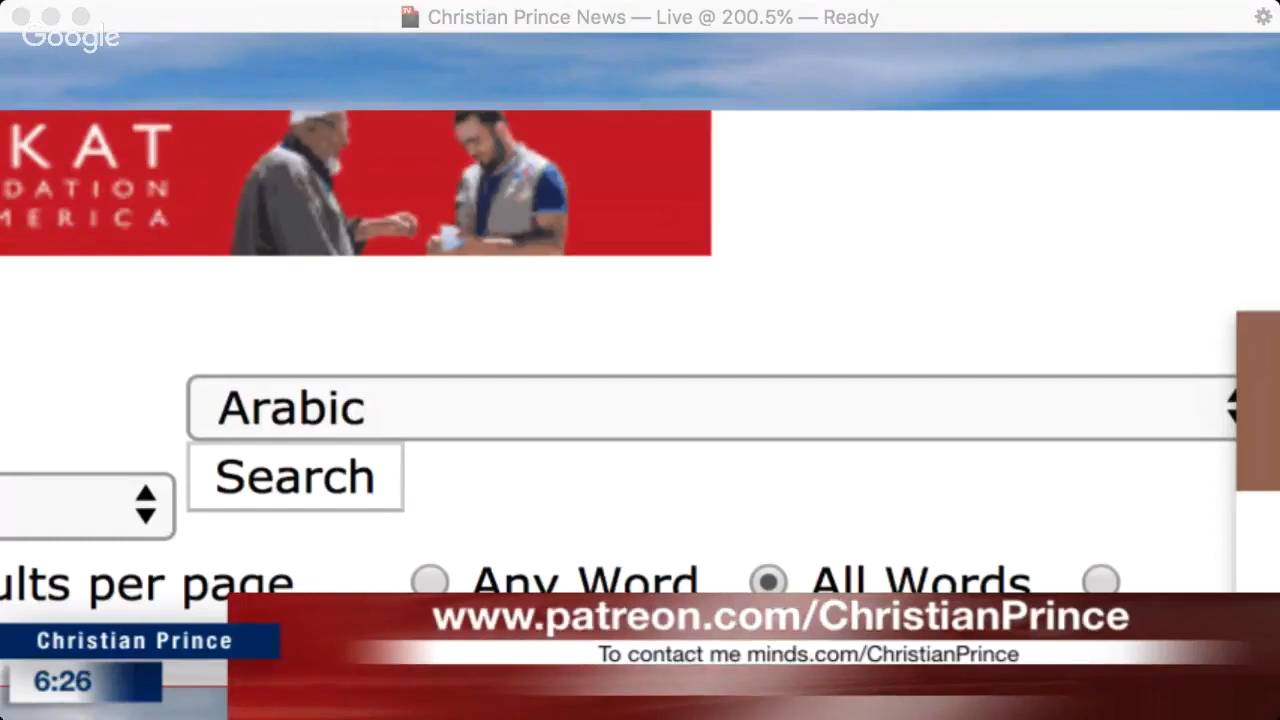 Christian Prince News — Live @ 200.5% — Ready
Google
KAT
DATION
MERICA
Arabic
Search
ults per page
Any Word
All Words
www.patreon.com/ChristianPrince
To contact me minds.com/ChristianPrince
Christian Prince
6:26